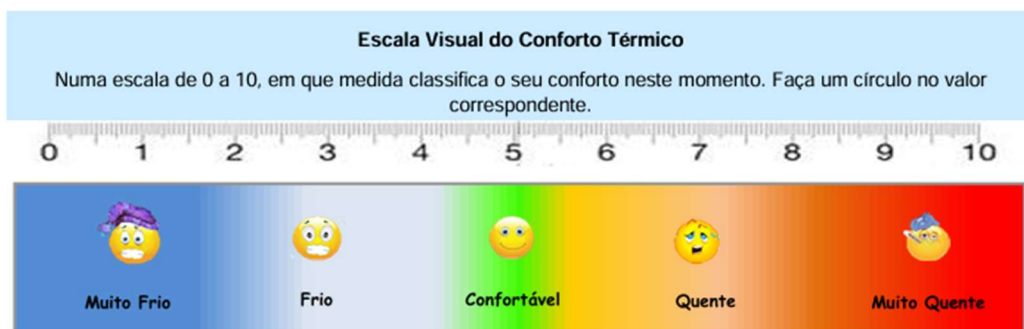 Escala Visual do Conforto Térmico
Numa escala de 0 a 10, em que medida classifica o seu conforto neste momento. Faça um círculo no valor
correspondente.
0 1 2 3 4 5 6 7 8 9 10
Muito Frio Frio Confortável Quente Muito Quente